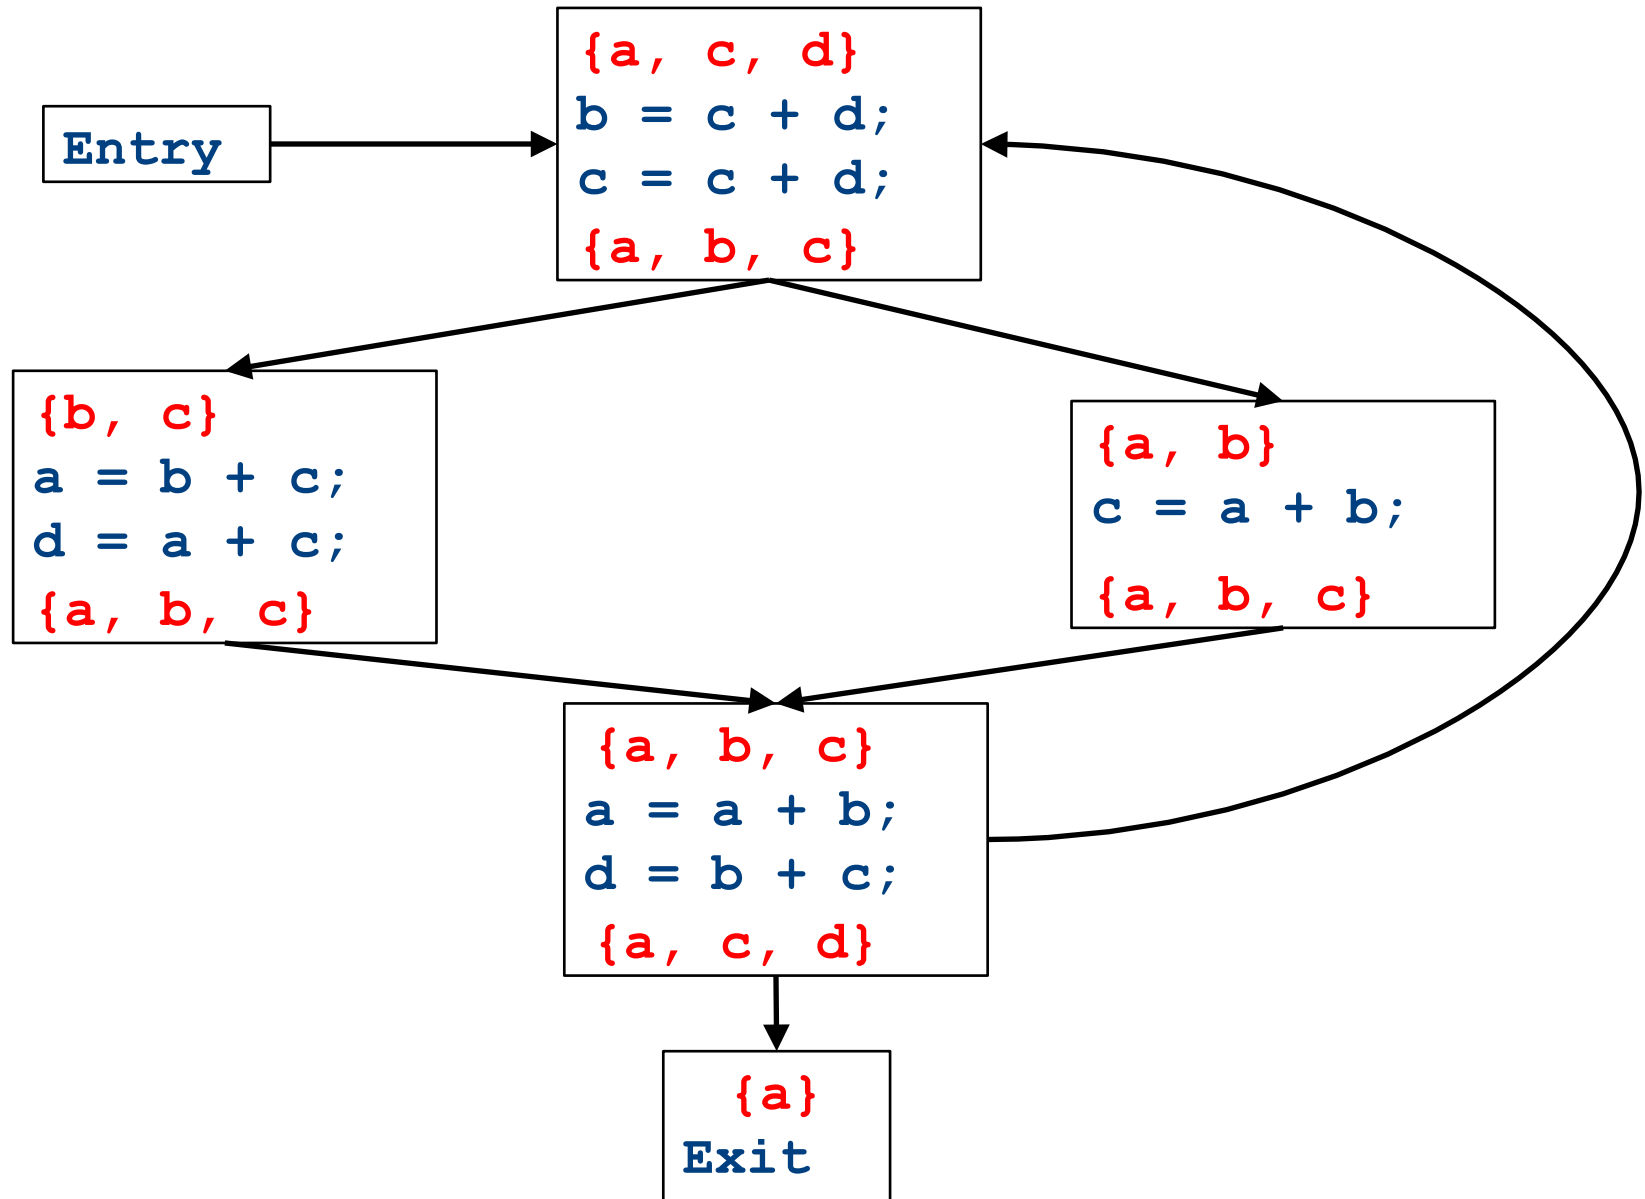 Entry
{a, c, d}
b = c + d;
c = c + d;
{a, b, c}
{b, c}
a = b + c;
d = a + c;
{a, b, c}
{a, b}
c = a + b;
{a, b, c}
{a, b, c}
a = a + b;
d = b + c;
{a, c, d}
{a}
Exit